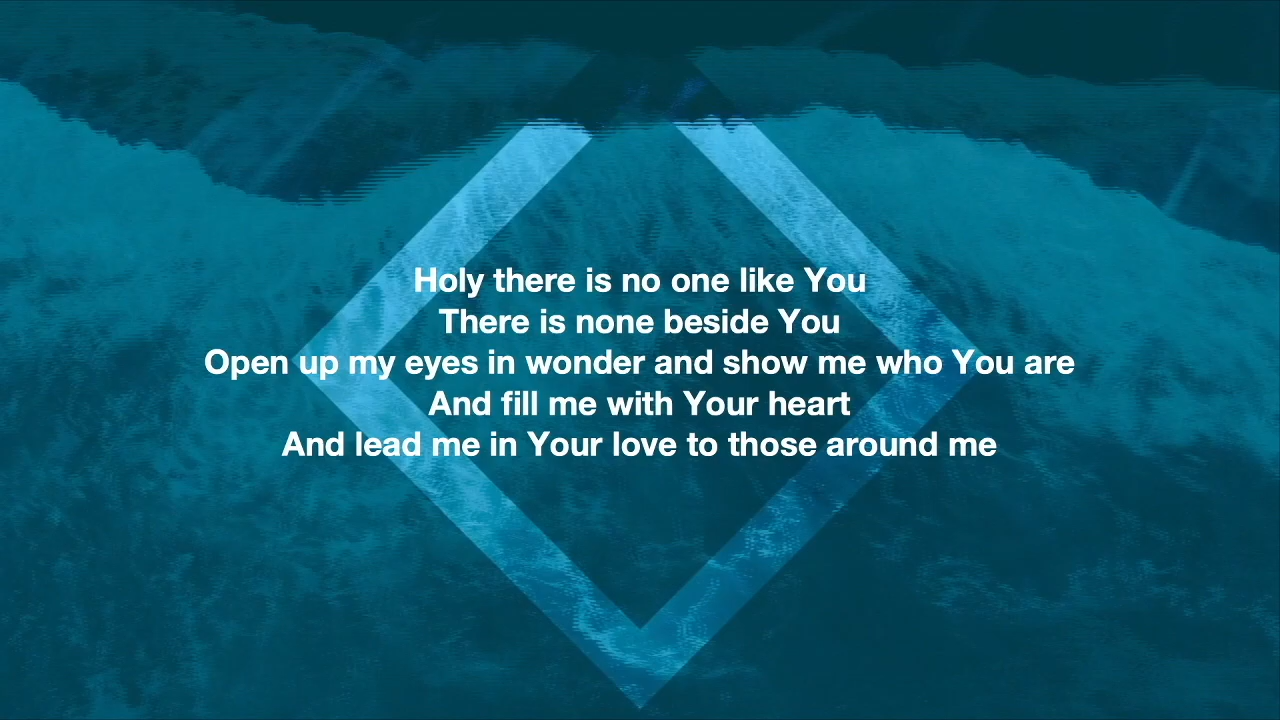 Holy there is no one like You
There is none beside You
Open up my eyes in wonder and show me who You are
And fill me with Your heart
And lead me in Your love to those around me